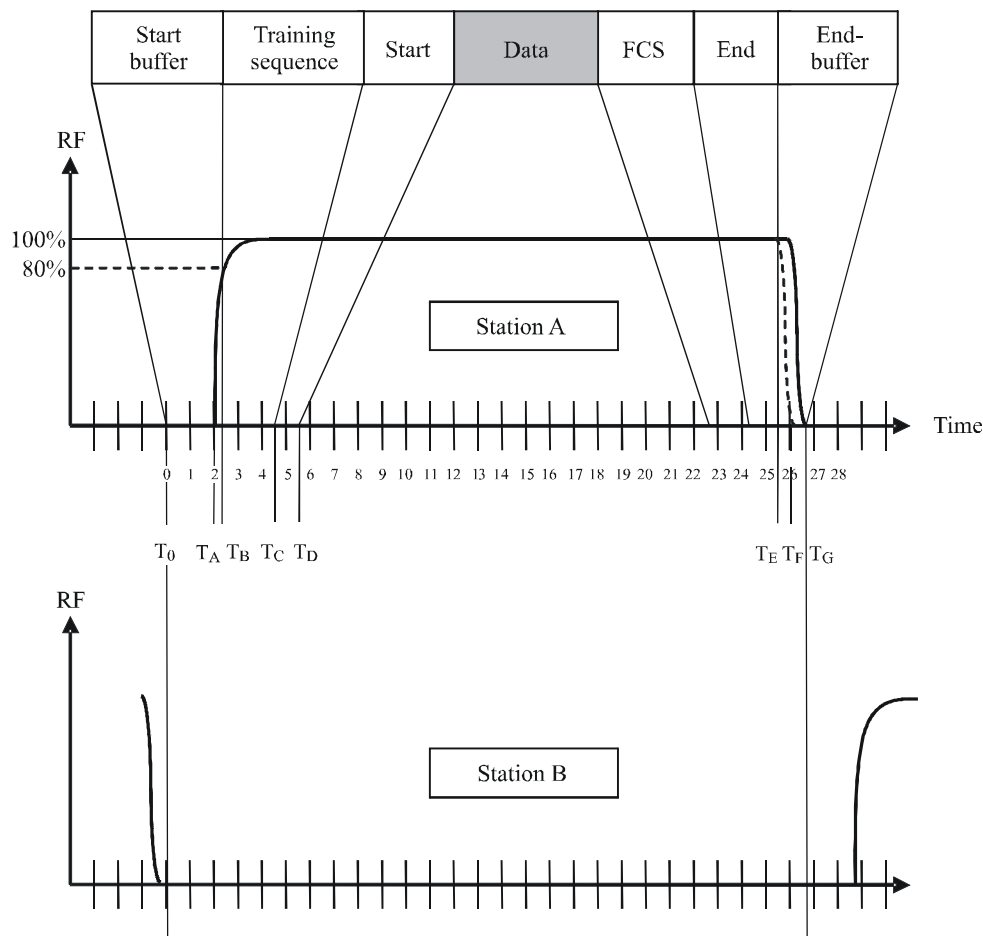 Start buffer
Training sequence
Start
Data
FCS
End
End-buffer
RF
100%
80%
Station A
Time
0 1 2 3 4 5 6 7 8 9 10 11 12 13 14 15 16 17 18 19 20 21 22 23 24 25 26 27 28
T0 TA TB TC TD TE TF TG
RF
Station B